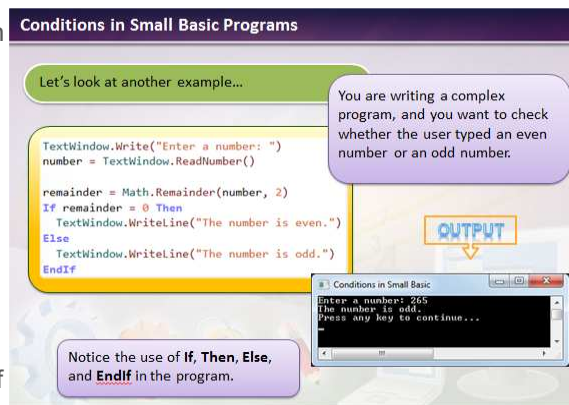 Conditions in Small Basic Programs
Let's look at another example...
You are writing a complex
program, and you want to check
whether the user typed an even
number or an odd number.
TextWindow.Write("Enter a number: ")
number = TextWindow.ReadNumber()
remainder = Math.Remainder(number, 2)
If remainder = 0 Then
TextWindow.WriteLine("The number is even.")
Else
TextWindow.WriteLine("The number is odd.")
EndIf
OUTPUT
Conditions in Small Basic
Enter a number: 265
The number is odd.
Press any key to continue...
Notice the use of If, Then, Else,
and EndIf in the program.